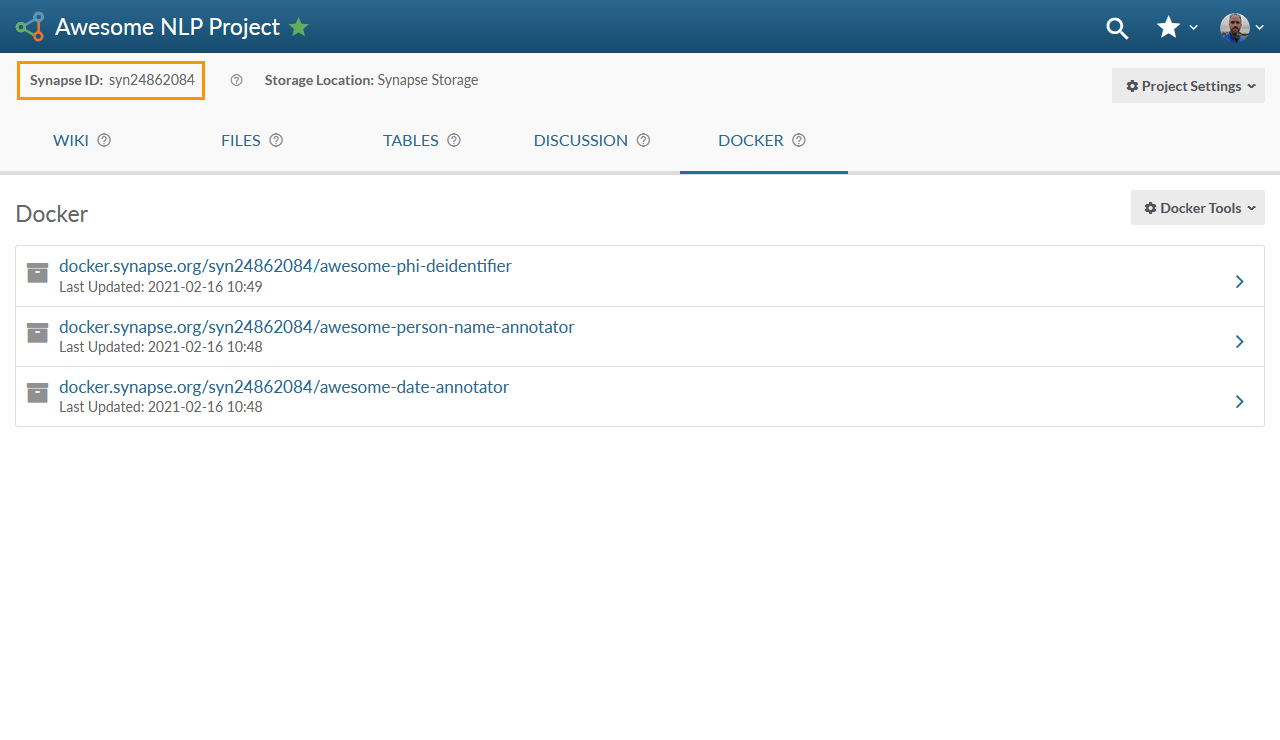 Awesome NLP Project
Synapse ID: syn24862084
Storage Location: Synapse Storage
Project Settings
WIKI
FILES
TABLES
DISCUSSION
DOCKER
Docker
Docker Tools
docker.synapse.org/syn24862084/awesome-phi-deidentifier
Last Updated: 2021-02-16 10:49
docker.synapse.org/syn24862084/awesome-person-name-annotator
Last Updated: 2021-02-16 10:48
docker.synapse.org/syn24862084/awesome-date-annotator
Last Updated: 2021-02-16 10:48